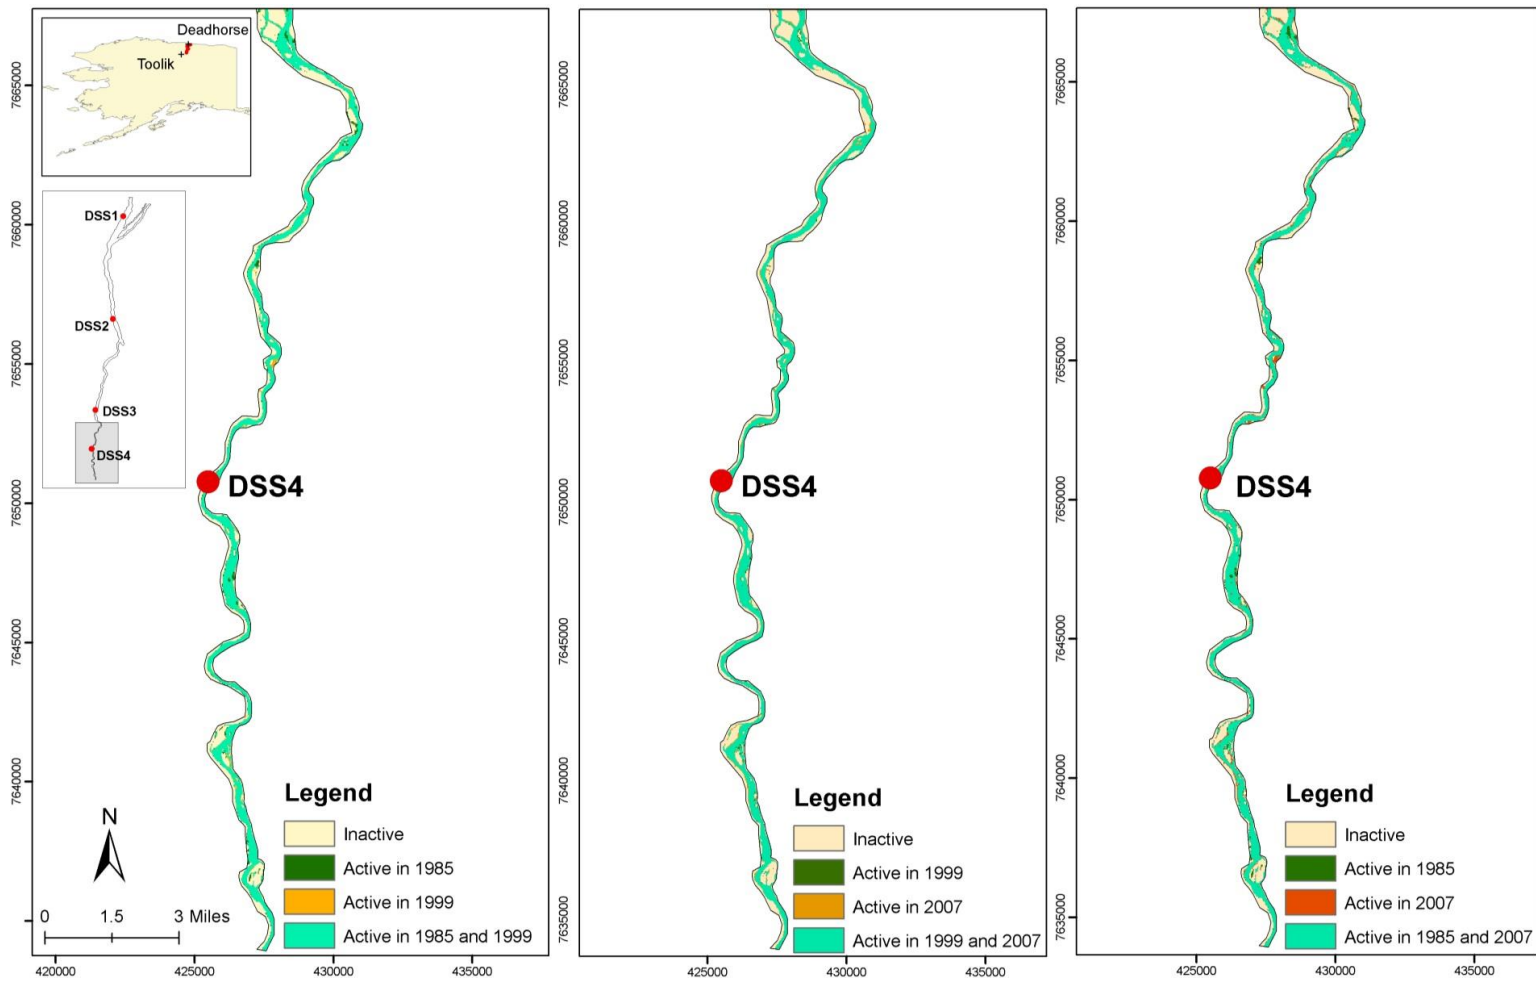 Deadhorse
Toolik
DSS1
DSS2
DSS3
DSS4
7665000
7660000
7655000
7650000
7645000
7640000
DSS4
N
0 1.5 3 Miles
Legend
Inactive
Active in 1985
Active in 1999
Active in 1985 and 1999
420000 425000 430000 435000
7665000
7660000
7655000
7650000
7645000
7640000
7635000
DSS4
Legend
Inactive
Active in 1999
Active in 2007
Active in 1999 and 2007
425000 430000 435000
7665000
7660000
7655000
7650000
7645000
7640000
7635000
DSS4
Legend
Inactive
Active in 1985
Active in 2007
Active in 1985 and 2007
425000 430000 435000